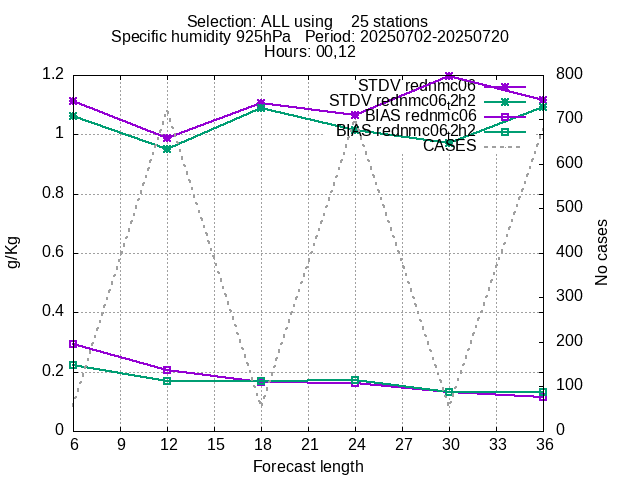 Selection: ALL using    25 stations
Specific humidity 925hPa   Period: 20250702-20250720
Hours: 00,12
STDV rednmc06
STDV rednmc06,2h2
BIAS rednmc06
BIAS rednmc06,2h2
CASES
g/Kg
1.2
1
0.8
0.6
0.4
0.2
0
800
700
600
500
400
300
200
100
0
No cases
6 9 12 15 18 21 24 27 30 33 36
Forecast length